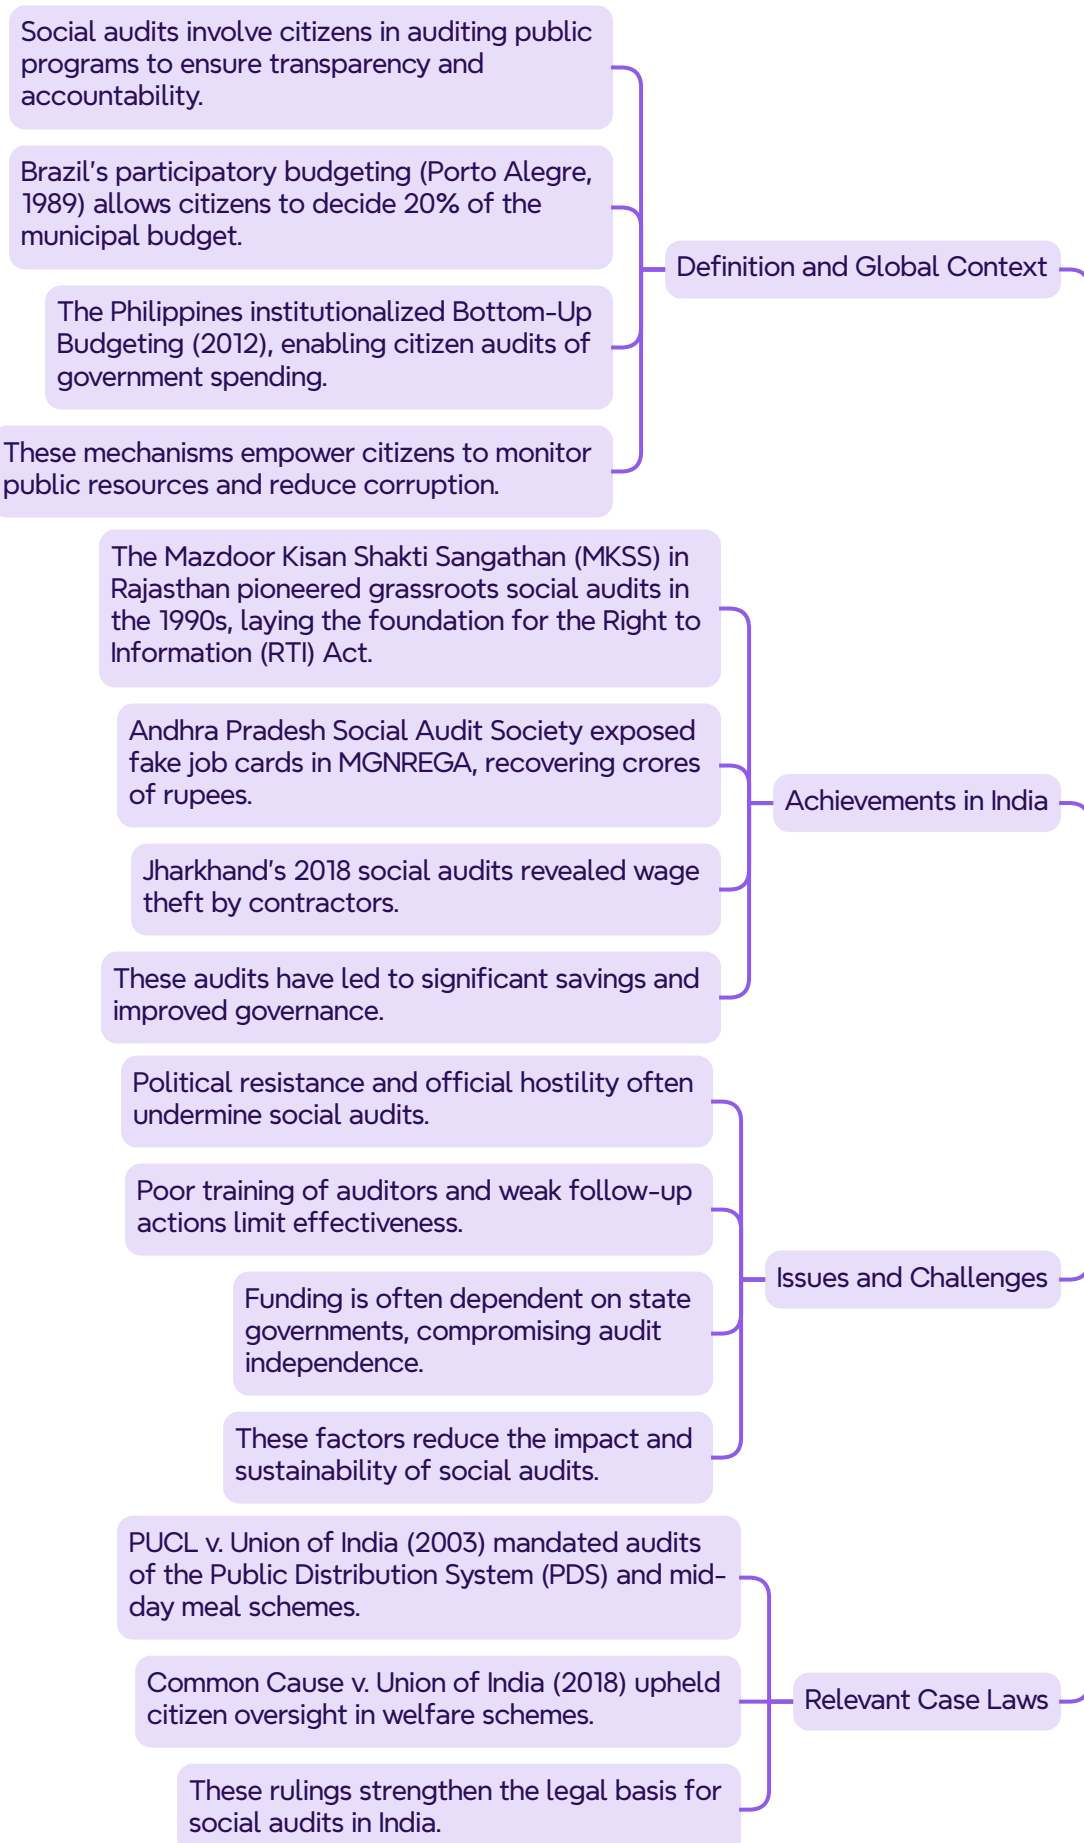 Social audits involve citizens in auditing public
programs to ensure transparency and
accountability.
Brazil's participatory budgeting (Porto Alegre,
1989) allows citizens to decide 20% of the
municipal budget.
The Philippines institutionalized Bottom-Up
Budgeting (2012), enabling citizen audits of
government spending.
These mechanisms empower citizens to monitor
public resources and reduce corruption.
Definition and Global Context
The Mazdoor Kisan Shakti Sangathan (MKSS) in
Rajasthan pioneered grassroots social audits in
the 1990s, laying the foundation for the Right to
Information (RTI) Act.
Andhra Pradesh Social Audit Society exposed
fake job cards in MGNREGA, recovering crores
of rupees.
Jharkhand's 2018 social audits revealed wage
theft by contractors.
These audits have led to significant savings and
improved governance.
Achievements in India
Political resistance and official hostility often
undermine social audits.
Poor training of auditors and weak follow-up
actions limit effectiveness.
Funding is often dependent on state
governments, compromising audit
independence.
These factors reduce the impact and
sustainability of social audits.
Issues and Challenges
PUCL v. Union of India (2003) mandated audits
of the Public Distribution System (PDS) and mid-
day meal schemes.
Common Cause v. Union of India (2018) upheld
citizen oversight in welfare schemes.
These rulings strengthen the legal basis for
social audits in India.
Relevant Case Laws